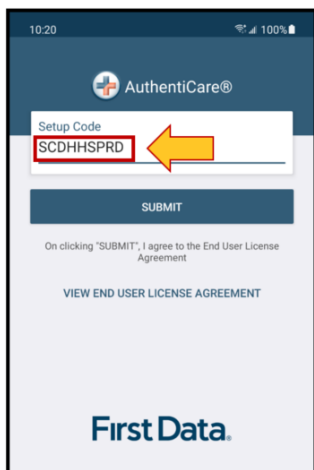 10:20 100%
AuthentiCare®
Setup Code
SCDHHSPRD
SUBMIT
On clicking "SUBMIT", I agree to the End User License
Agreement
VIEW END USER LICENSE AGREEMENT
First Data.